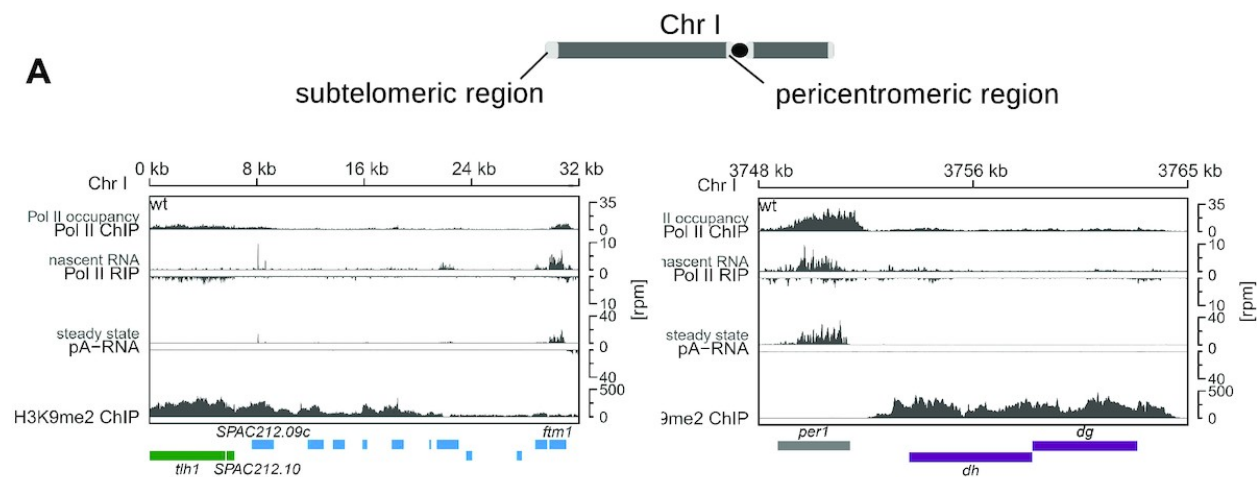 A
Chr I
subtelomeric region
pericentromeric region
0 kb 8 kb 16 kb 24 kb 32 kb
Chr I
wt
Pol II occupancy
Pol II ChIP
35
0
nascent RNA
Pol II RIP
10
0
10
steady state
pA−RNA
40
0
40
H3K9me2 ChIP
500
0
[rpm]
SPAC212.09c
ftm1
tlh1
SPAC212.10
3748 kb 3756 kb 3765 kb
Chr I
wt
II occupancy
Pol II ChIP
35
0
nascent RNA
Pol II RIP
10
0
10
steady state
pA−RNA
40
0
40
9me2 ChIP
500
0
[rpm]
per1
dg
dh